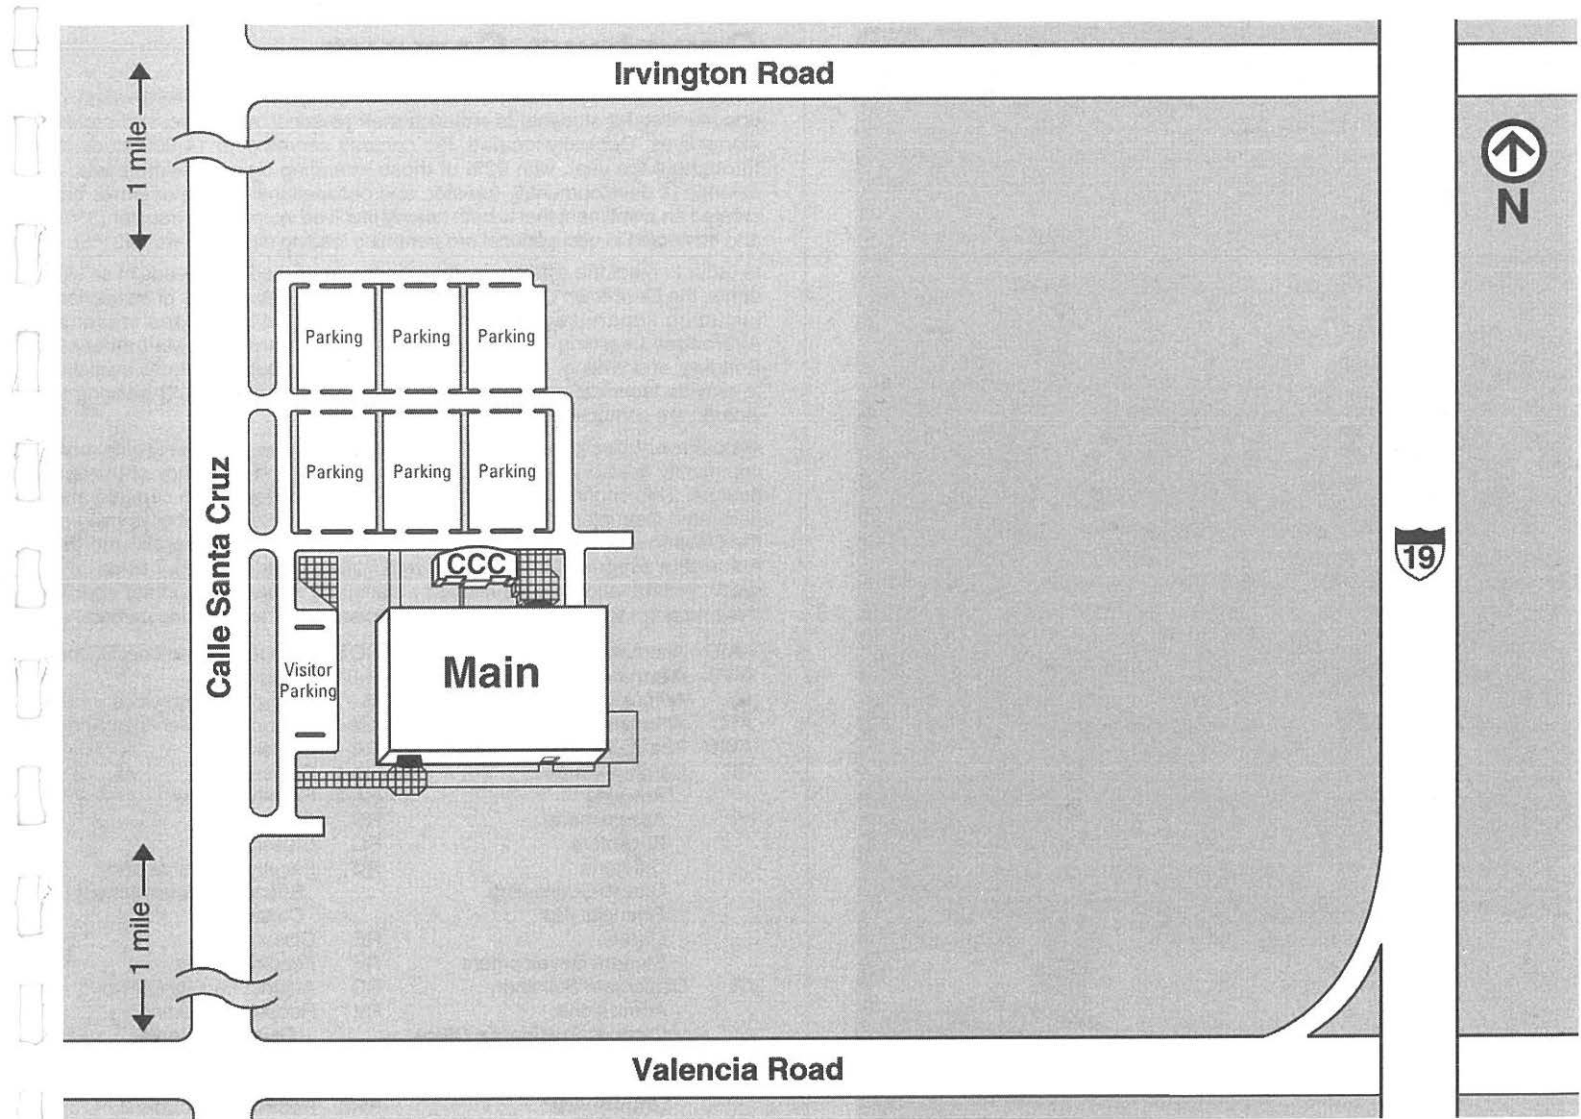 Irvington Road
1 mile
N
Parking Parking Parking
Parking Parking Parking
Calle Santa Cruz
19
CCC
Visitor
Parking
Main
1 mile
Valencia Road